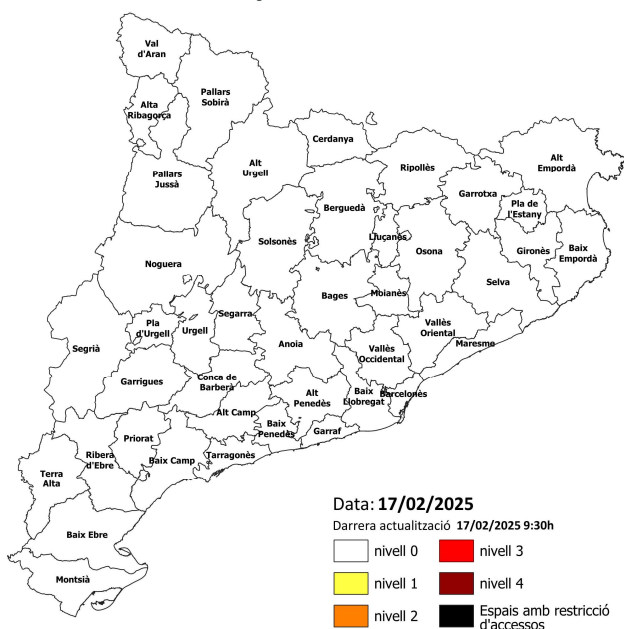 Val
d'Aran
Pallars
Sobirà
Alta
Ribagorça
Cerdanya
Alt
Urgell
Ripollès
Alt
Empordà
Pallars
Jussà
Garrotxa
Pla de
l'Estany
Berguedà
Solsonès
Lluçanès
Osona
Gironès
Baix
Empordà
Noguera
Selva
Bages
Moianès
Segarra
Pla
d'Urgell
Urgell
Vallès
Oriental
Segrià
Anoia
Vallès
Occidental
Maresme
Garrigues
Conca de
Barberà
Alt
Penedès
Baix
Llobregat
Barcelonès
Alt Camp
Baix
Penedès
Garraf
Priorat
Ribera
d'Ebre
Baix Camp
Tarragonès
Terra
Alta
Baix Ebre
Montsià
Data: 17/02/2025
Darrera actualització 17/02/2025 9:30h
nivell 0
nivell 3
nivell 1
nivell 4
nivell 2
Espais amb restricció
d'accessos